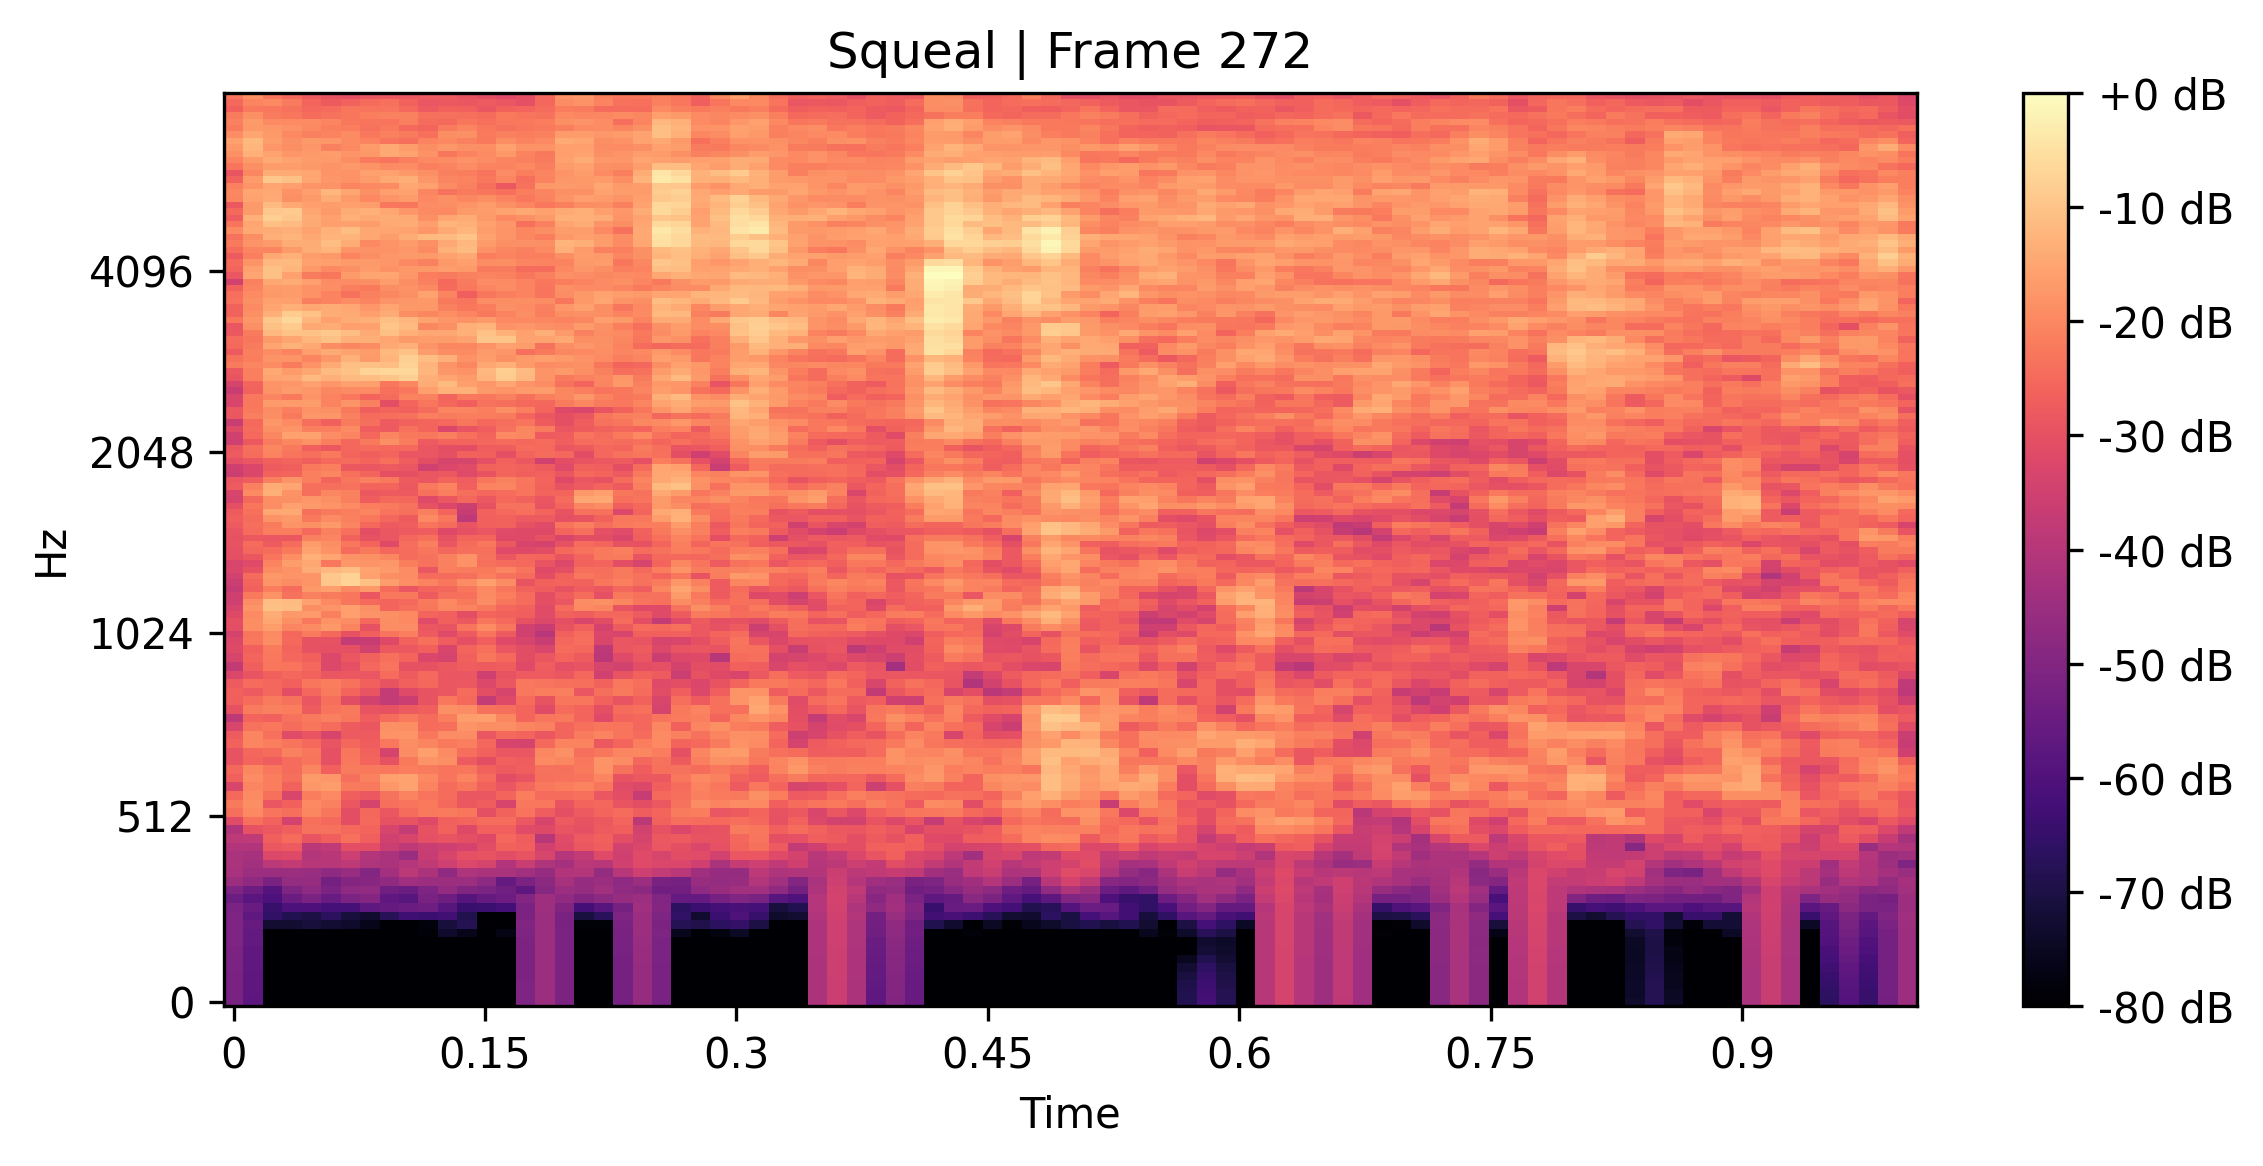 Squeal | Frame 272
Hz
4096
2048
1024
512
0
0 0.15 0.3 0.45 0.6 0.75 0.9
Time
+0 dB
-10 dB
-20 dB
-30 dB
-40 dB
-50 dB
-60 dB
-70 dB
-80 dB